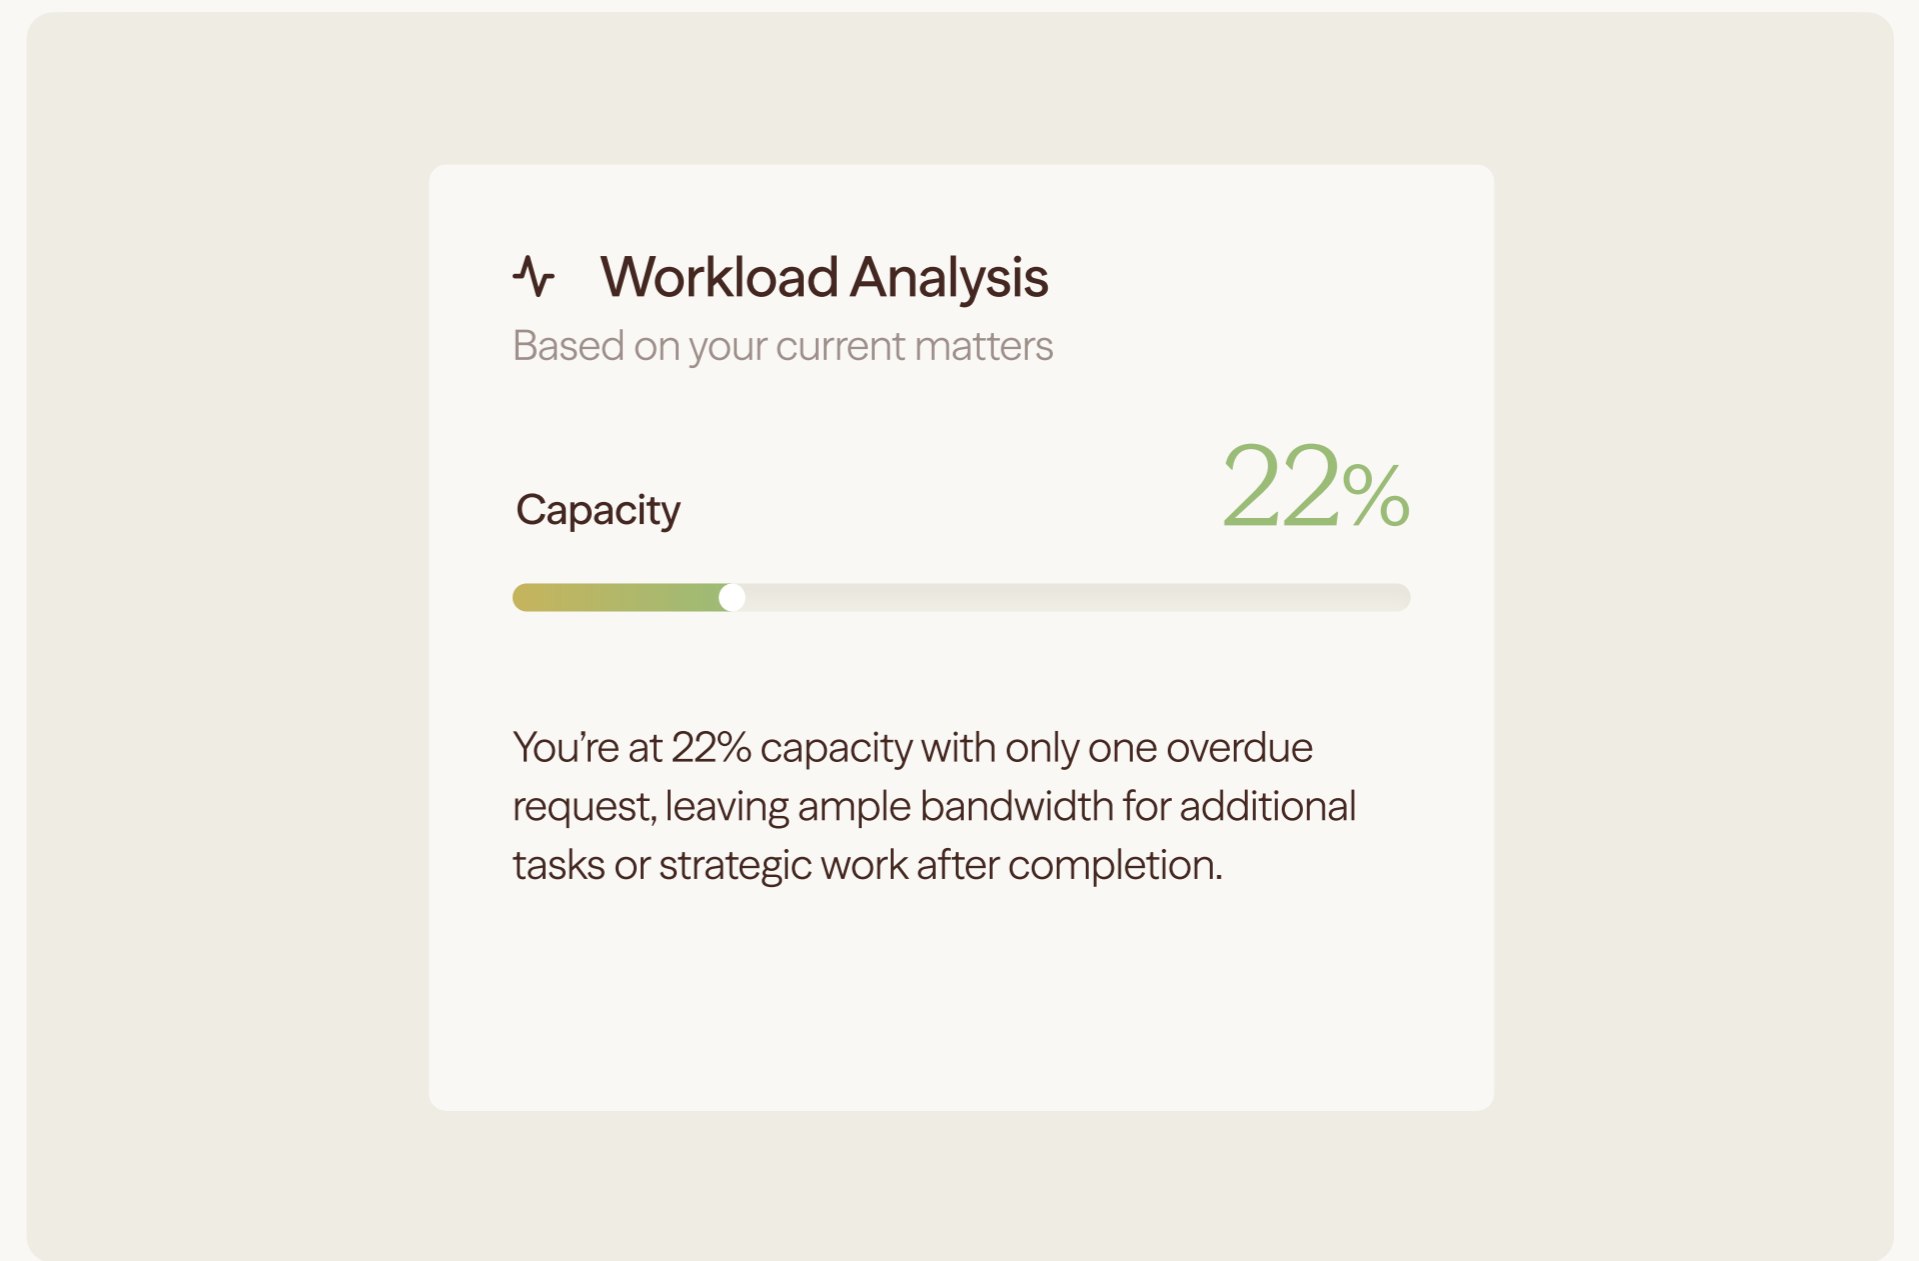 Workload Analysis
Based on your current matters
Capacity
22%
You’re at 22% capacity with only one overdue
request, leaving ample bandwidth for additional
tasks or strategic work after completion.